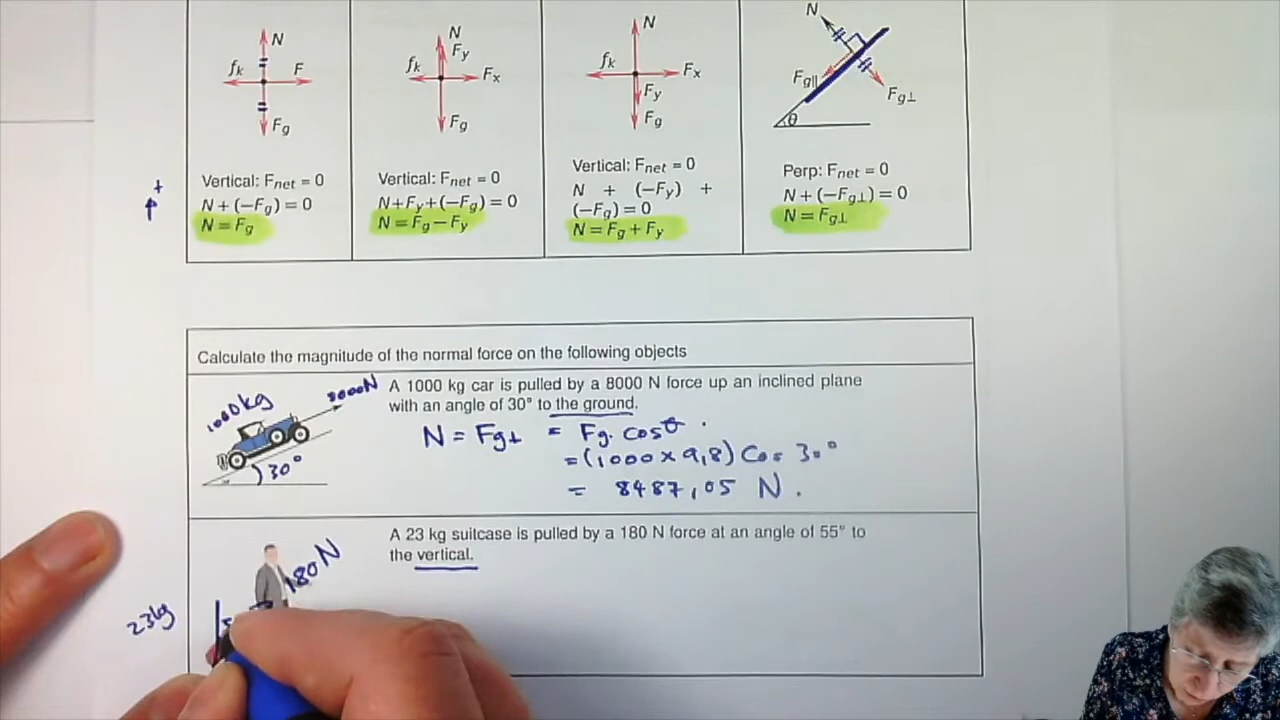 N
fk F
Fg
Vertical: Fnet = 0
N+(−Fg)=0
N=Fg
N
Fy
fk Fx
Fg
Vertical: Fnet = 0
N+Fy+(−Fg)=0
N=Fg−Fy
N
fk Fx
Fy
Fg
Vertical: Fnet = 0
N + (−Fy) +
(−Fg)=0
N=Fg+Fy
N
Fg||
Fg⊥
θ
Perp: Fnet = 0
N+(−Fg⊥)=0
N=Fg⊥
+
Calculate the magnitude of the normal force on the following objects
1000kg
8000N
30°
A 1000 kg car is pulled by a 8000 N force up an inclined plane
with an angle of 30° to the ground.
N = Fg⊥ = Fg. cosθ.
=(1000×9,8) Cos 30°
= 8487,05 N.
A 23 kg suitcase is pulled by a 180 N force at an angle of 55° to
the vertical.
180N
23kg